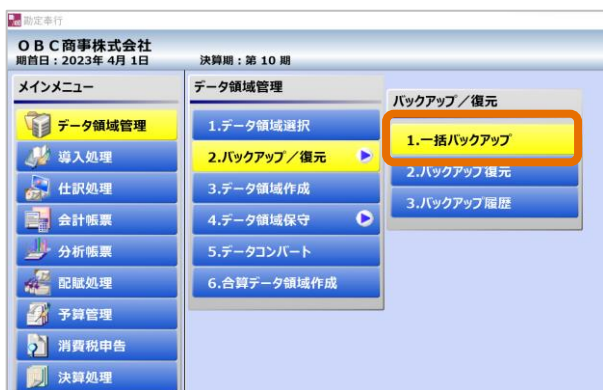 勘定奉行
ＯＢＣ商事株式会社
期首日：2023年 4月 1日
決算期：第 10 期
メインメニュー
データ領域管理
導入処理
仕訳処理
会計帳票
分析帳票
配賦処理
予算管理
消費税申告
決算処理
データ領域管理
1.データ領域選択
2.バックアップ／復元
3.データ領域作成
4.データ領域保守
5.データコンバート
6.合算データ領域作成
バックアップ／復元
1.一括バックアップ
2.バックアップ復元
3.バックアップ履歴